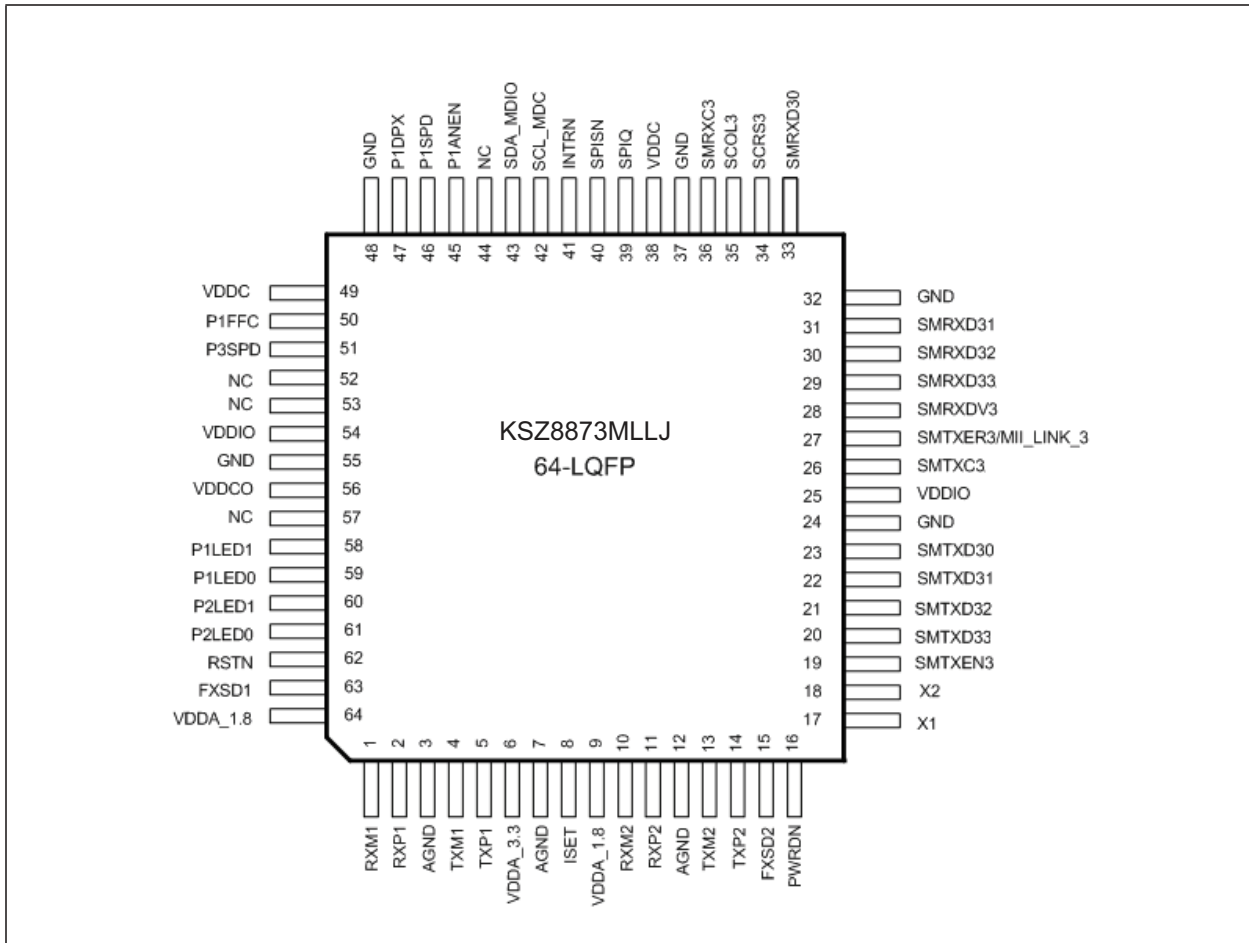 GND
P1DPX
P1SPD
P1ANEN
NC
SDA_MDIO
SCL_MDC
INTRN
SPISN
SPIQ
VDDC
GND
SMRXC3
SCOL3
SCRS3
SMRXD30
48
47
46
45
44
43
42
41
40
39
38
37
36
35
34
33
VDDC 49
P1FFC 50
P3SPD 51
NC 52
NC 53
VDDIO 54
GND 55
VDDCO 56
NC 57
P1LED1 58
P1LED0 59
P2LED1 60
P2LED0 61
RSTN 62
FXSD1 63
VDDA_1.8 64
KSZ8873MLLJ
64-LQFP
32 GND
31 SMRXD31
30 SMRXD32
29 SMRXD33
28 SMRXDV3
27 SMTXER3/MII_LINK_3
26 SMTXC3
25 VDDIO
24 GND
23 SMTXD30
22 SMTXD31
21 SMTXD32
20 SMTXD33
19 SMTXEN3
18 X2
17 X1
1
2
3
4
5
6
7
8
9
10
11
12
13
14
15
16
RXM1
RXP1
AGND
TXM1
TXP1
VDDA_3.3
AGND
ISET
VDDA_1.8
RXM2
RXP2
AGND
TXM2
TXP2
FXSD2
PWRDN